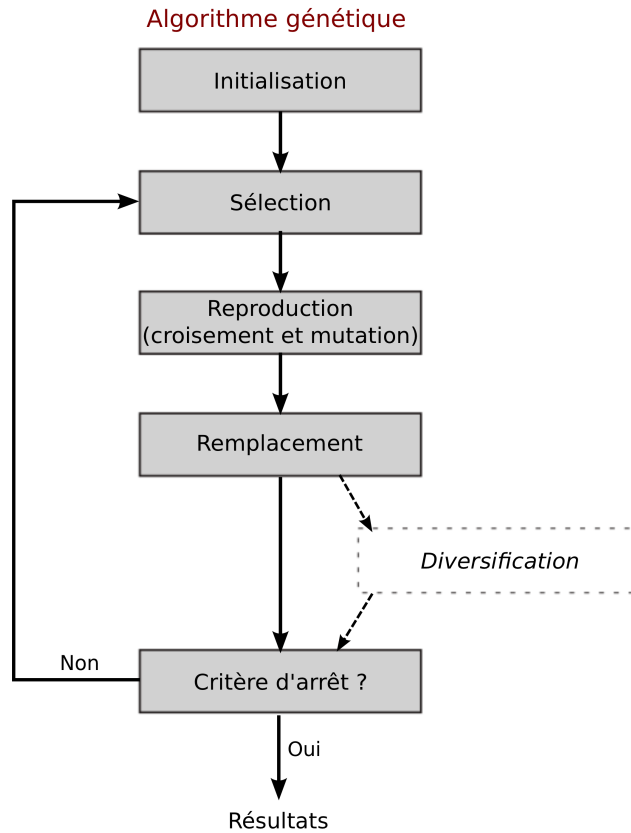 Algorithme génétique
Initialisation
Sélection
Reproduction
(croisement et mutation)
Remplacement
Diversification
Non
Critère d'arrêt ?
Oui
Résultats